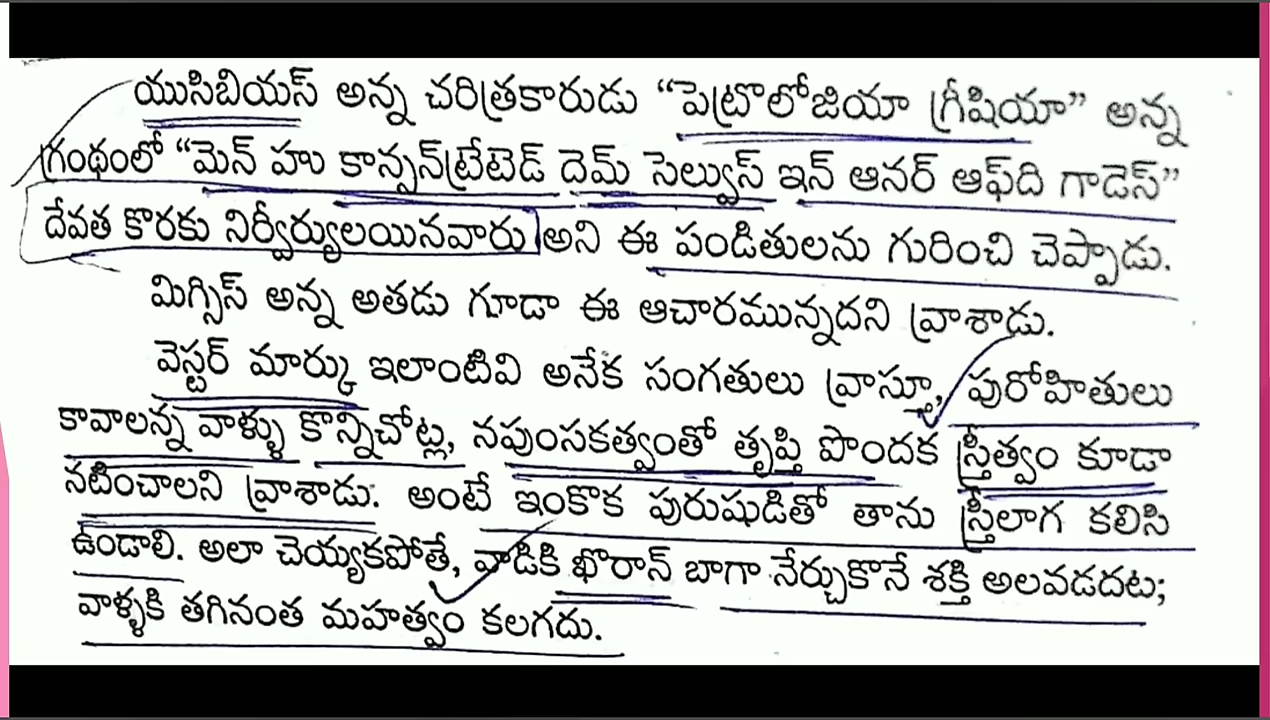 యుసిబియస్ అన్న చరిత్రకారుడు “పెట్రొలోజియా గ్రీషియా” అన్న
గ్రంథంలో “మెన్ హు కాన్సన్‌ట్రేటెడ్ దెమ్ సెల్వ్స్ ఇన్ ఆనర్ ఆఫ్‌ది గాడెస్”
దేవత కొరకు నిర్వీర్యులయినవారు అని ఈ పండితులను గురించి చెప్పాడు.
మిగ్సిస్ అన్న అతడు గూడా ఈ ఆచారమున్నదని వ్రాశాడు.
వెస్టర్ మార్కు ఇలాంటివి అనేక సంగతులు వ్రాస్తూ, పురోహితులు
కావాలన్న వాళ్ళు కొన్నిచోట్ల, నపుంసకత్వంతో తృప్తి పొందక స్త్రీత్వం కూడా
నటించాలని వ్రాశాడు. అంటే ఇంకొక పురుషుడితో తాను స్త్రీలాగ కలిసి
ఉండాలి. అలా చెయ్యకపోతే, వాడికి ఖొరాన్ బాగా నేర్చుకొనే శక్తి అలవడదట;
వాళ్ళకి తగినంత మహత్వం కలగదు.